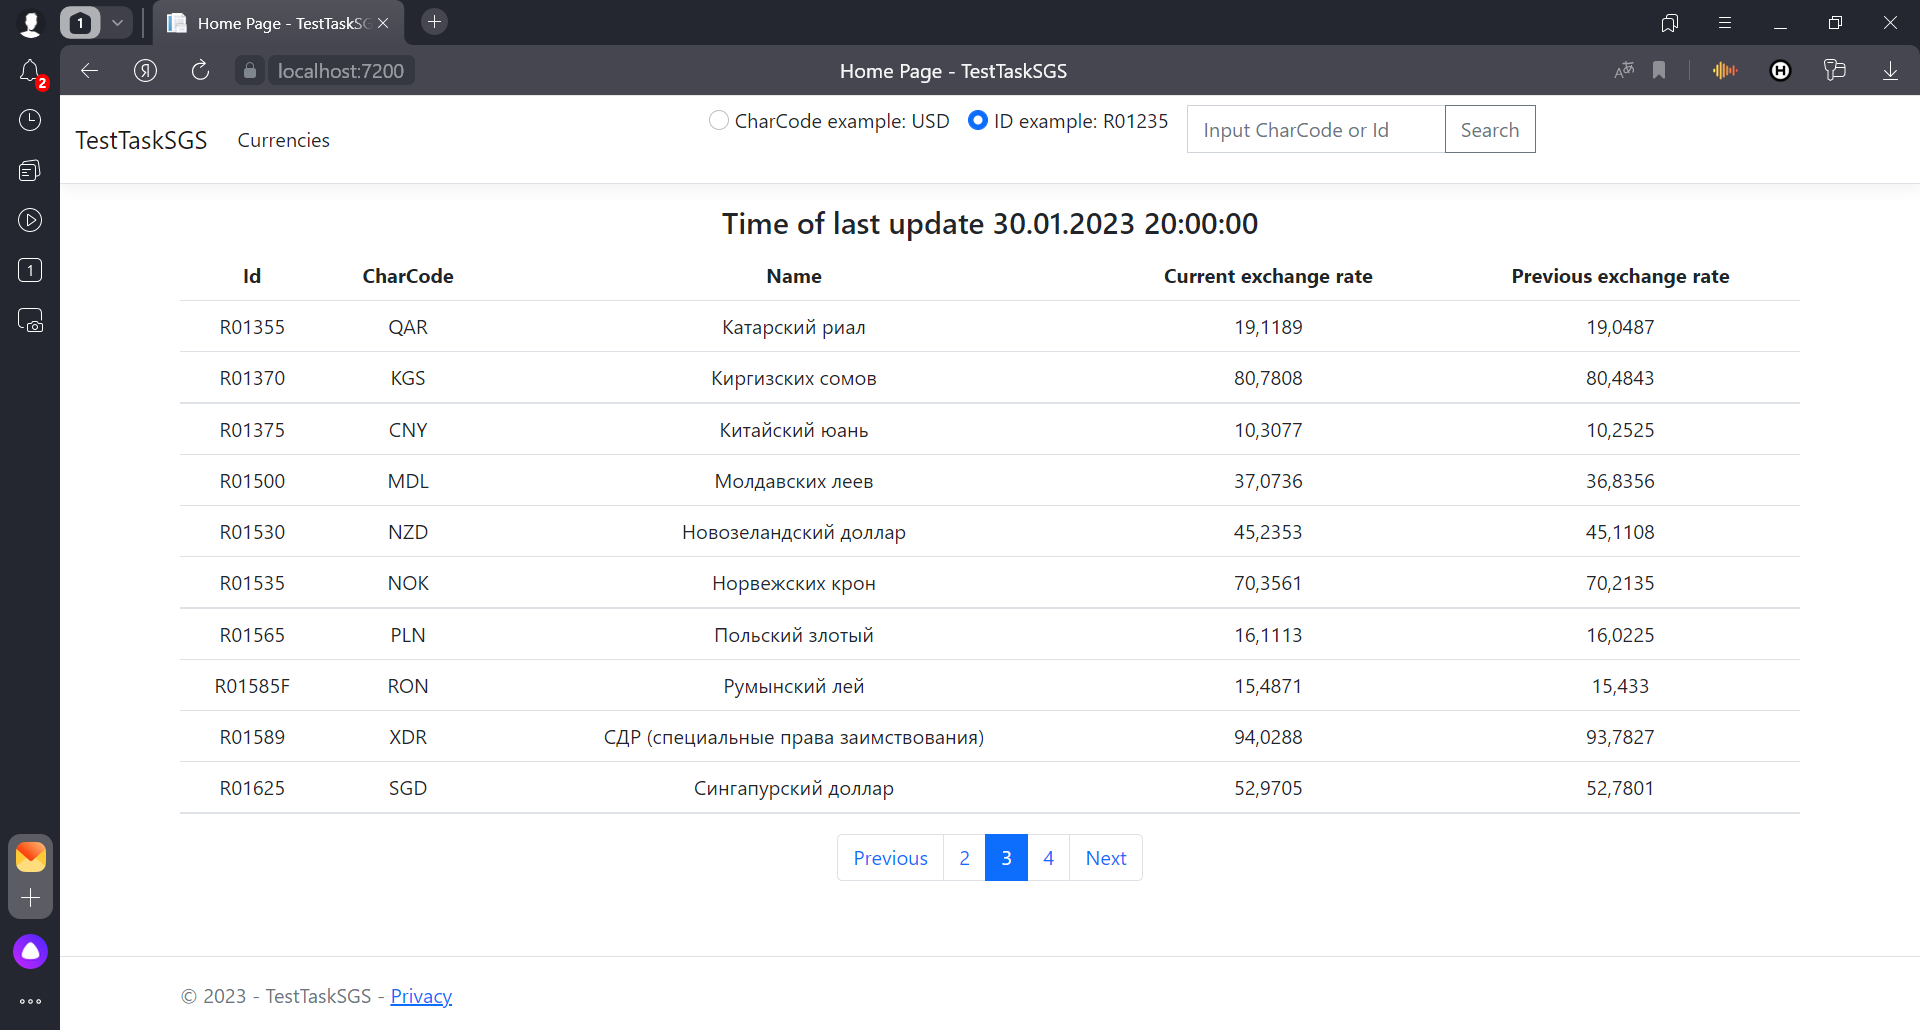 1
Home Page - TestTaskSG
2
Я
localhost:7200
Home Page - TestTaskSGS
H
TestTaskSGS
Currencies
CharCode example: USD
ID example: R01235
Input CharCode or Id
Search
1
Time of last update 30.01.2023 20:00:00
Id CharCode Name Current exchange rate Previous exchange rate
R01355 QAR Катарский риал 19,1189 19,0487
R01370 KGS Киргизских сомов 80,7808 80,4843
R01375 CNY Китайский юань 10,3077 10,2525
R01500 MDL Молдавских леев 37,0736 36,8356
R01530 NZD Новозеландский доллар 45,2353 45,1108
R01535 NOK Норвежских крон 70,3561 70,2135
R01565 PLN Польский злотый 16,1113 16,0225
R01585F RON Румынский лей 15,4871 15,433
R01589 XDR СДР (специальные права заимствования) 94,0288 93,7827
R01625 SGD Сингапурский доллар 52,9705 52,7801
Previous 2 3 4 Next
© 2023 - TestTaskSGS - Privacy